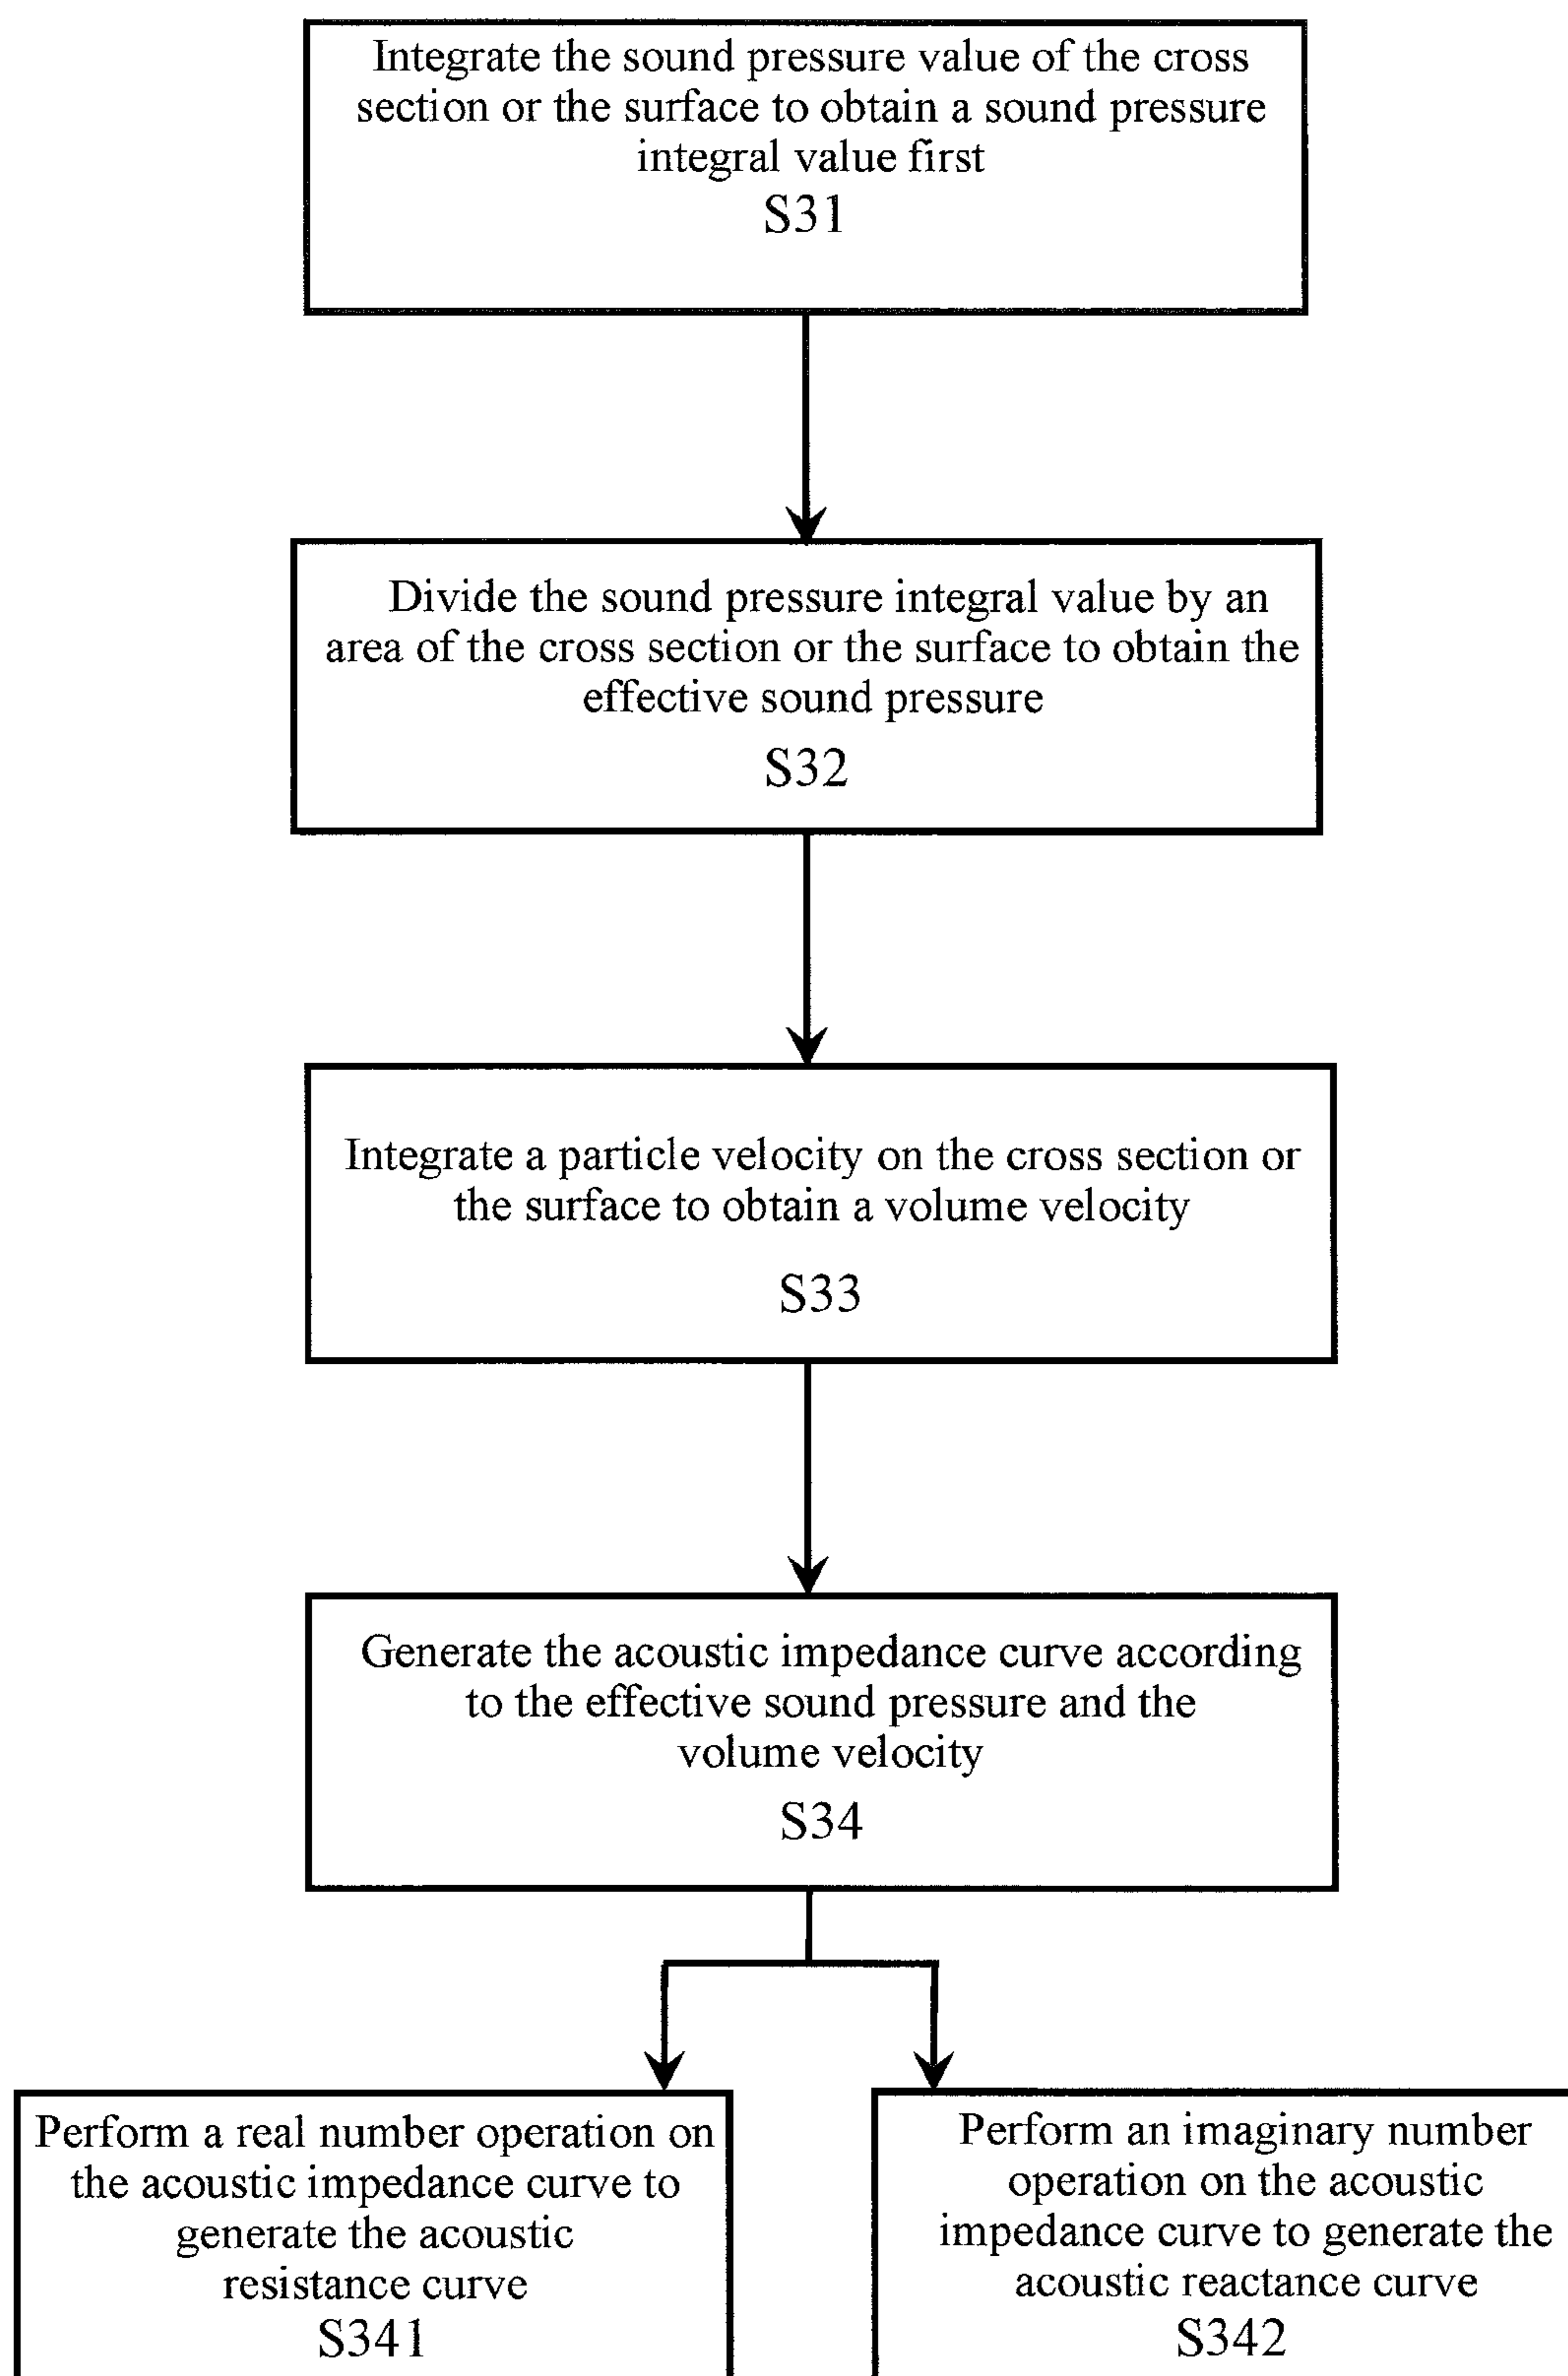 Integrate the sound pressure value of the cross
section or the surface to obtain a sound pressure
integral value first
S31
Divide the sound pressure integral value by an
area of the cross section or the surface to obtain the
effective sound pressure
S32
Integrate a particle velocity on the cross section or
the surface to obtain a volume velocity
S33
Generate the acoustic impedance curve according
to the effective sound pressure and the
volume velocity
S34
Perform a real number operation on
the acoustic impedance curve to
generate the acoustic
resistance curve
S341
Perform an imaginary number
operation on the acoustic
impedance curve to generate the
acoustic reactance curve
S342